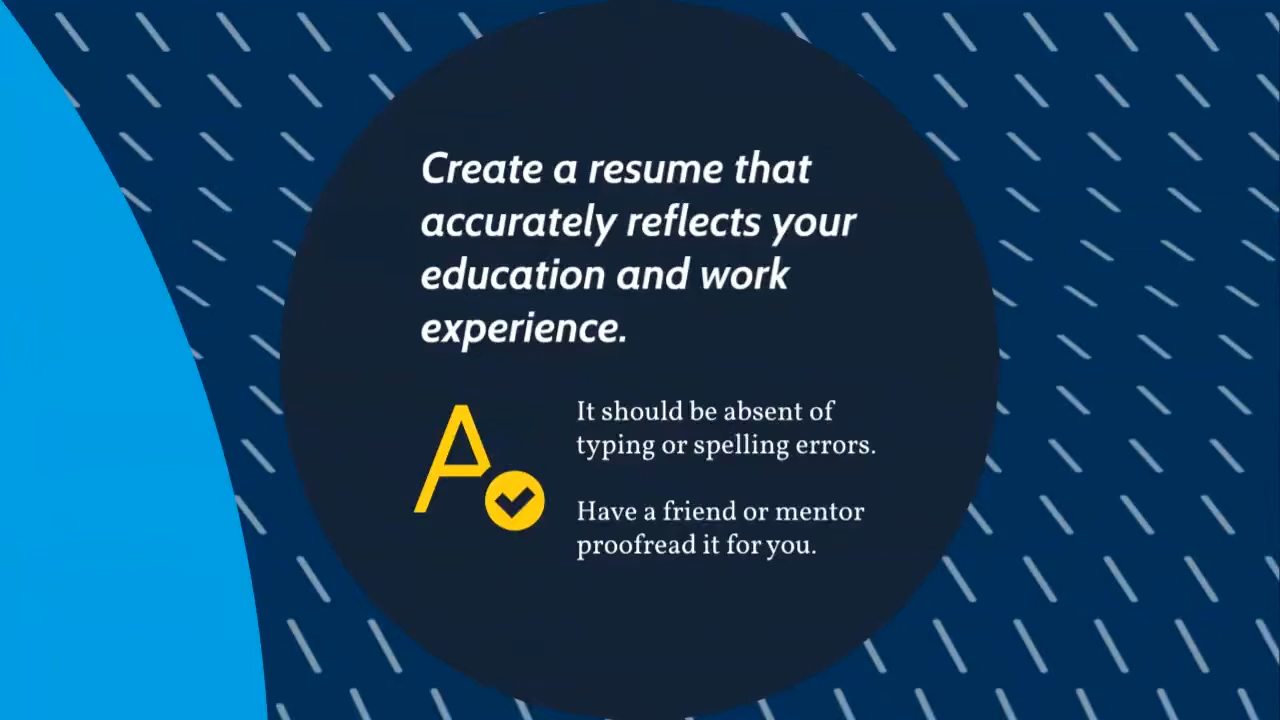 Create a resume that
accurately reflects your
education and work
experience.
It should be absent of
typing or spelling errors.
Have a friend or mentor
proofread it for you.